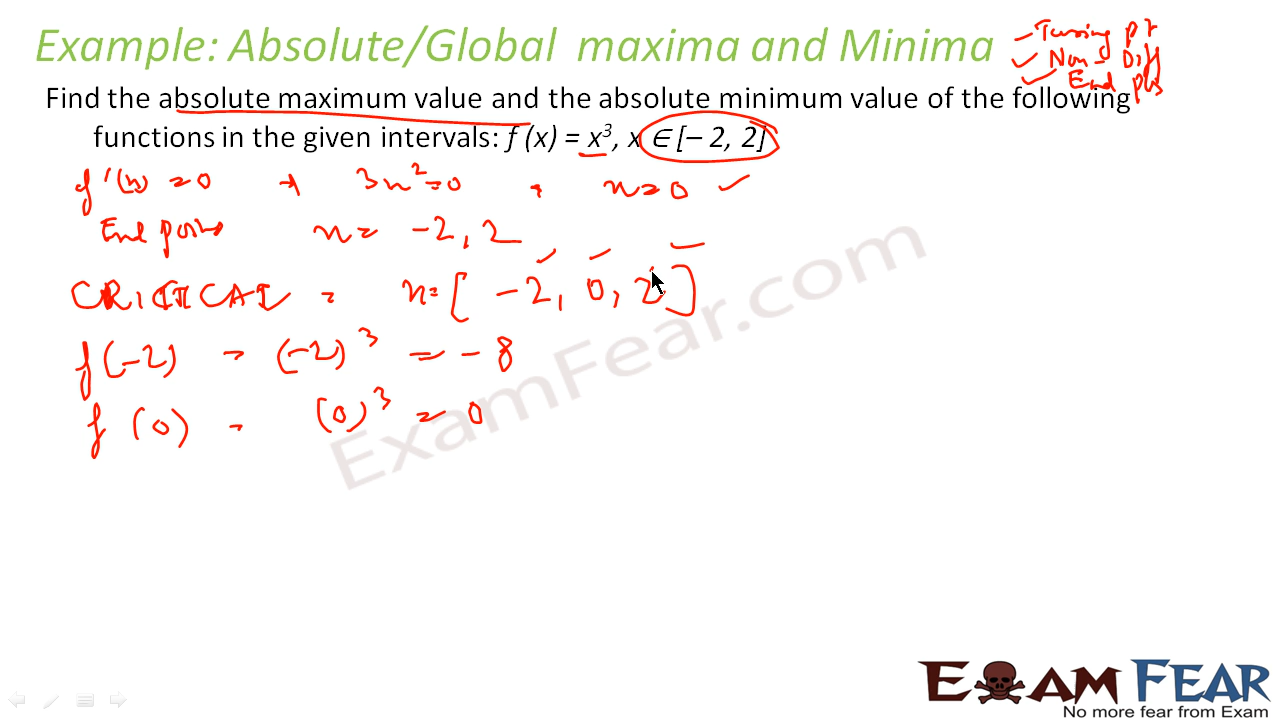 Example: Absolute/Global maxima and Minima
- Turning pt
Non-Diff
End pts
Find the absolute maximum value and the absolute minimum value of the following
functions in the given intervals: f (x) = x³, x ∈ [– 2, 2]
f'(x) = 0 → 3x² = 0 , x = 0 ✓
End points x = -2, 2
CRITICAL = x = [ -2, 0, 2 ]
f(-2) = (-2)³ = -8
f (0) = (0)³ = 0
ExamFear.com
EXAM FEAR
No more fear from Exam